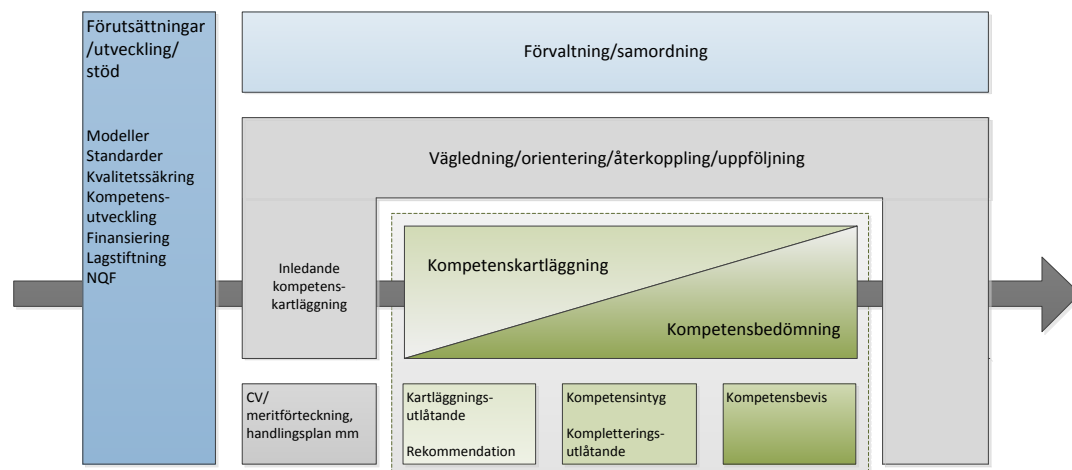 Förutsättningar
/utveckling/
stöd
Modeller
Standarder
Kvalitetssäkring
Kompetens-
utveckling
Finansiering
Lagstiftning
NQF
Förvaltning/samordning
Vägledning/orientering/återkoppling/uppföljning
Inledande
kompetens-
kartläggning
Kompetenskartläggning
Kompetensbedömning
CV/
meritförteckning,
handlingsplan mm
Kartläggnings-
utlåtande
Rekommendation
Kompetensintyg
Kompletterings-
utlåtande
Kompetensbevis